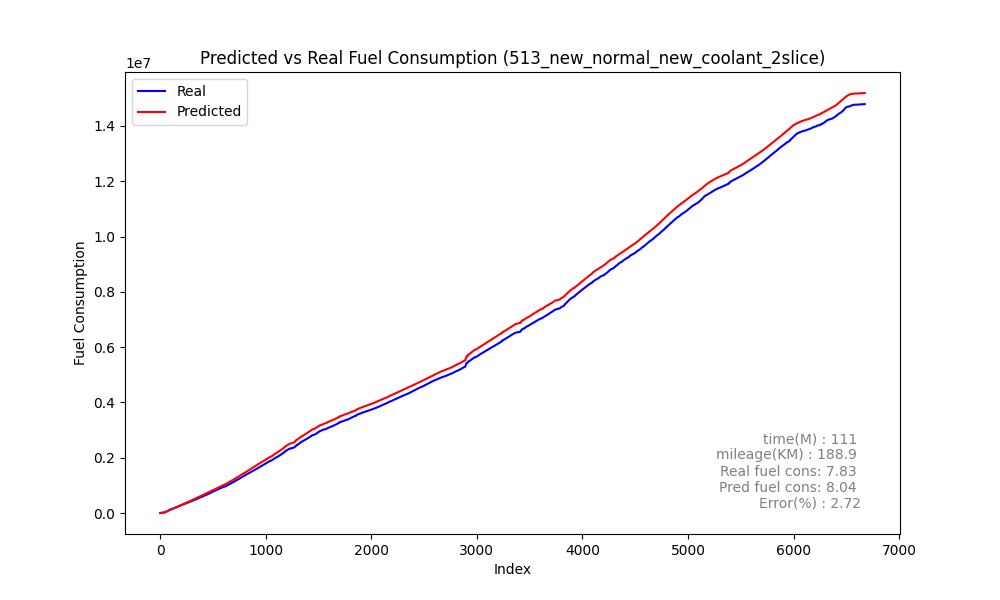 Predicted vs Real Fuel Consumption (513_new_normal_new_coolant_2slice)
1e7
Real
Predicted
1.4
1.2
1.0
0.8
0.6
0.4
0.2
0.0
Fuel Consumption
time(M) : 111
mileage(KM) : 188.9
Real fuel cons: 7.83
Pred fuel cons: 8.04
Error(%) : 2.72
0 1000 2000 3000 4000 5000 6000 7000
Index